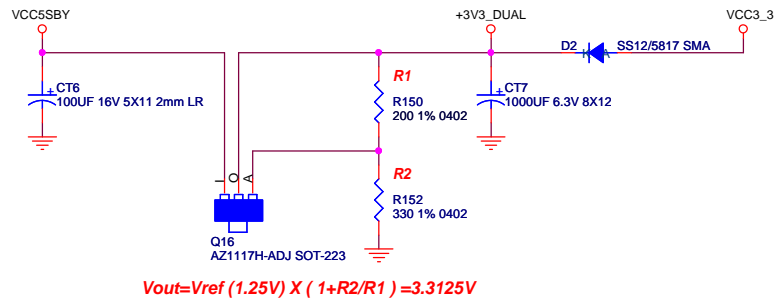 VCC5SBY
+3V3_DUAL
VCC3_3
D2
SS12/5817 SMA
K A
+
CT6
100UF 16V 5X11 2mm LR
R1
R150
200 1% 0402
+
CT7
1000UF 6.3V 8X12
I O A
R2
R152
330 1% 0402
Q16
AZ1117H-ADJ SOT-223
Vout=Vref (1.25V) X ( 1+R2/R1 ) =3.3125V